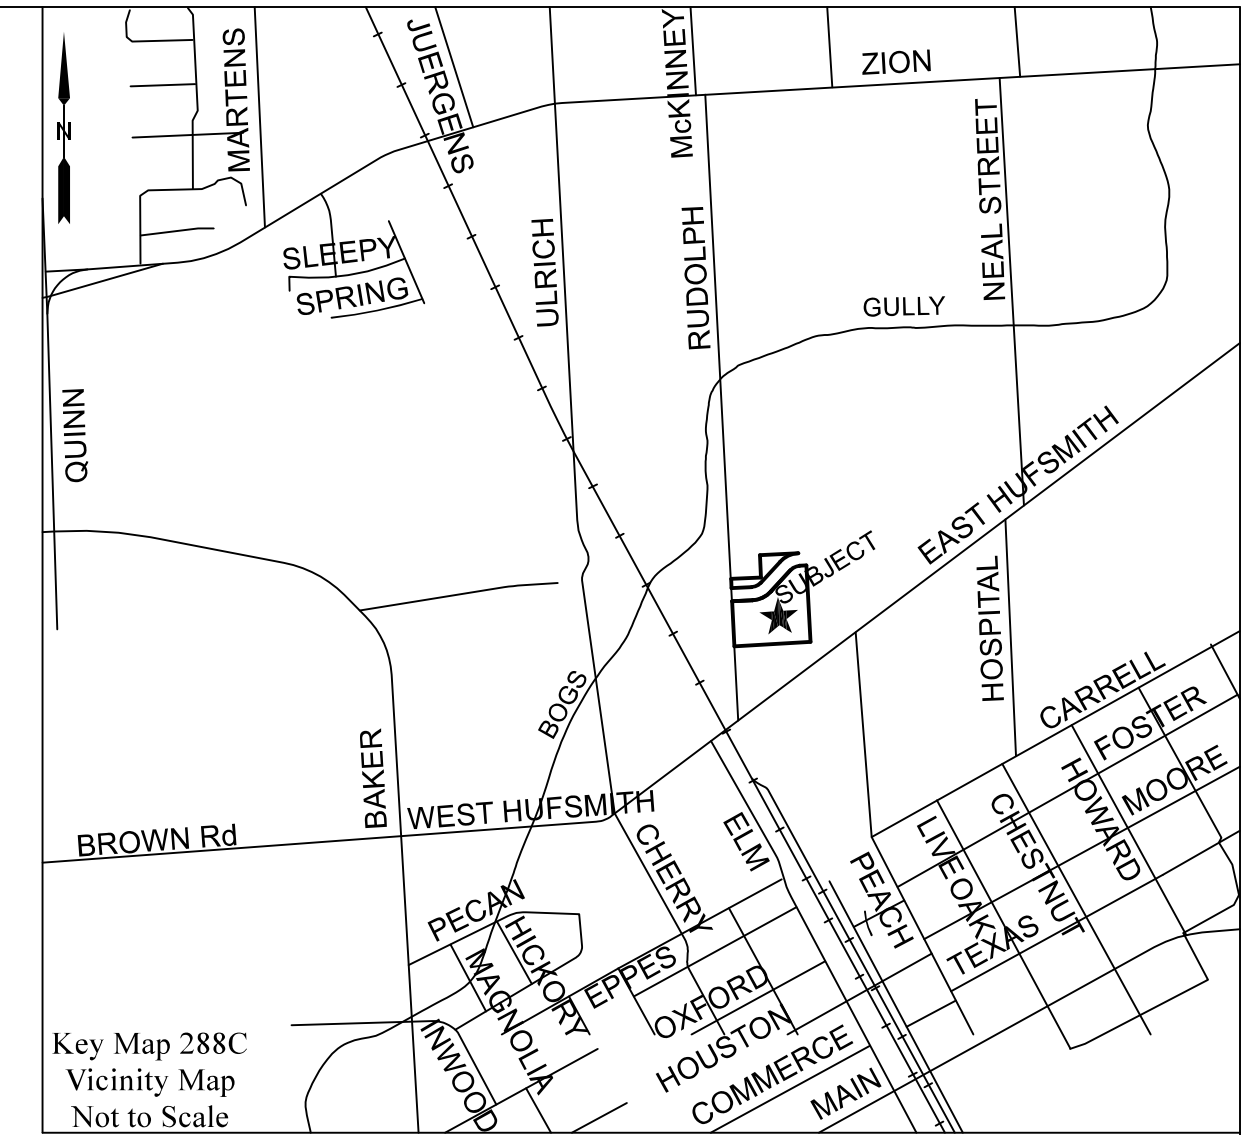 ZION
MARTENS
JUERGENS
McKINNEY
N
NEAL STREET
ULRICH
RUDOLPH
SLEEPY
SPRING
GULLY
QUINN
EAST HUFSMITH
SUBJECT
HOSPITAL
BOGS
CARRELL
FOSTER
MOORE
HOWARD
BAKER
WEST HUFSMITH
BROWN Rd
CHERRY
ELM
PEACH
LIVEOAK
CHESTNUT
TEXAS
PECAN
HICKORY
MAGNOLIA
EPPES
OXFORD
HOUSTON
COMMERCE
MAIN
INWOOD
Key Map 288C
Vicinity Map
Not to Scale